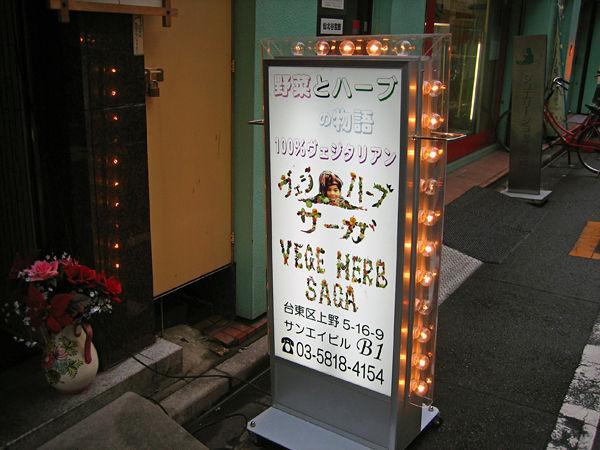 野菜とハーブ
の物語
100%ヴェジタリアン
ヴェジ ハーブ
サーガ
VEGE HERB
SAGA
台東区上野 5-16-9
サンエイビル B1
☎03-5818-4154